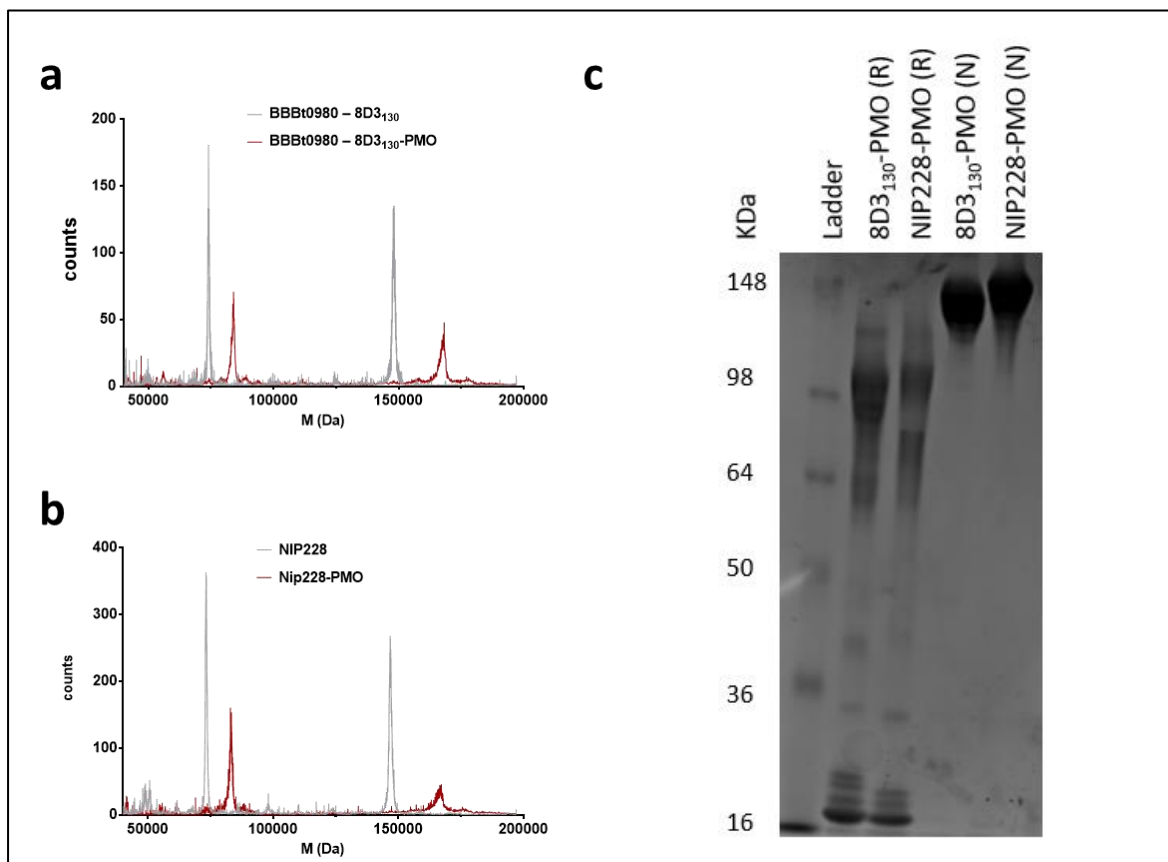 a
BBBt0980 – 8D3₁₃₀
BBBt0980 – 8D3₁₃₀-PMO
counts
200
150
100
50
0
50000 100000 150000 200000
M (Da)
b
NIP228
Nip228-PMO
counts
400
300
200
100
0
50000 100000 150000 200000
M (Da)
c
KDa
Ladder
8D3₁₃₀-PMO (R)
NIP228-PMO (R)
8D3₁₃₀-PMO (N)
NIP228-PMO (N)
148
98
64
50
36
16